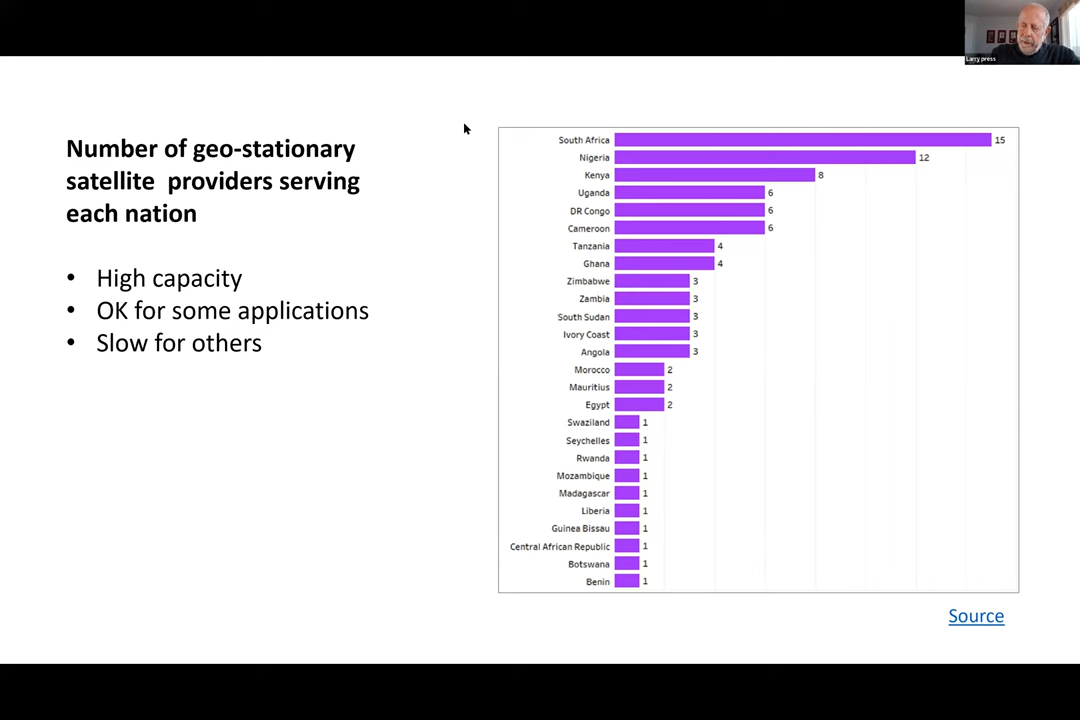 Larry press
Number of geo-stationary
satellite providers serving
each nation
• High capacity
• OK for some applications
• Slow for others
South Africa 15
Nigeria 12
Kenya 8
Uganda 6
DR Congo 6
Cameroon 6
Tanzania 4
Ghana 4
Zimbabwe 3
Zambia 3
South Sudan 3
Ivory Coast 3
Angola 3
Morocco 2
Mauritius 2
Egypt 2
Swaziland 1
Seychelles 1
Rwanda 1
Mozambique 1
Madagascar 1
Liberia 1
Guinea Bissau 1
Central African Republic 1
Botswana 1
Benin 1
Source